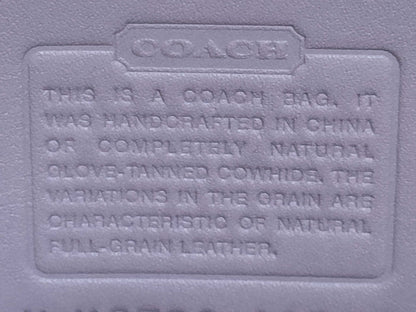 COACH
THIS IS A COACH BAG. IT
WAS HANDCRAFTED IN CHINA
OR COMPLETELY NATURAL
GLOVE-TANNED COWHIDE. THE
VARIATIONS IN THE GRAIN ARE
CHARACTERISTIC OF NATURAL
FULL-GRAIN LEATHER.